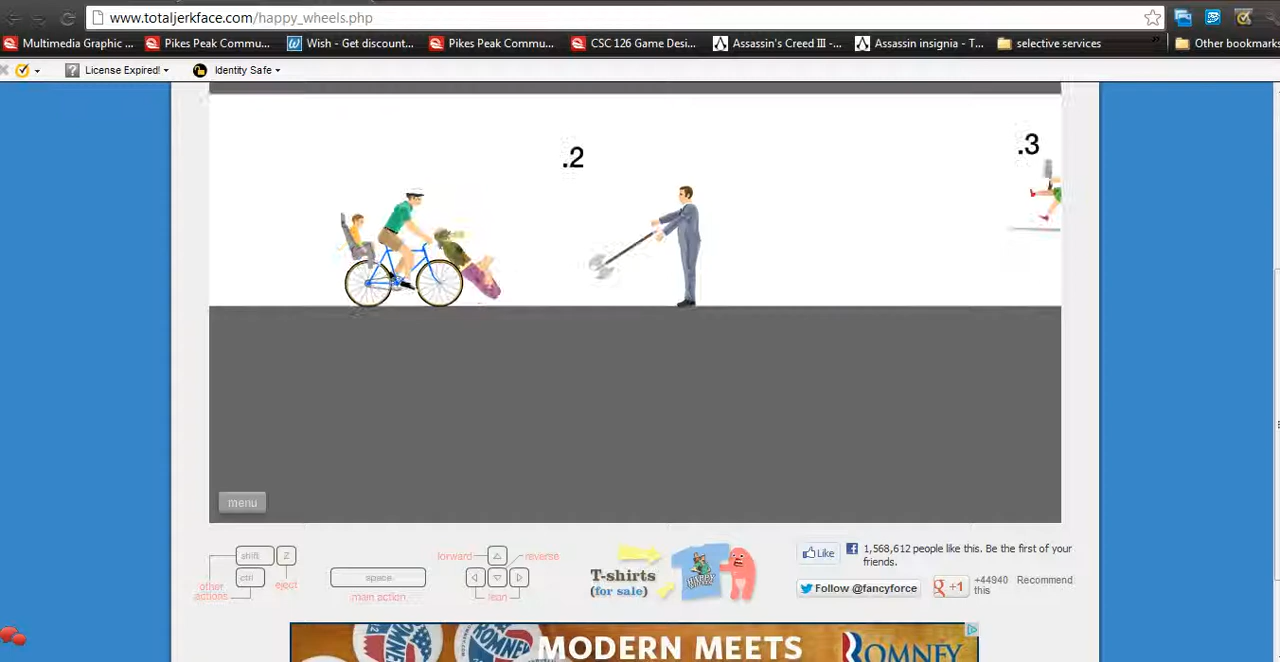 www.totaljerkface.com/happy_wheels.php
Multimedia Graphic ...
Pikes Peak Commu...
Wish - Get discount...
Pikes Peak Commu...
CSC 126 Game Desi...
Assassin's Creed III -...
Assassin insignia - T...
selective services
»
Other bookmarks
License Expired!
Identity Safe
.2
.3
menu
shift
Z
ctrl
other
actions
eject
space
main action
forward
reverse
lean
T-shirts
(for sale)
HAPPY
Like
1,568,612 people like this. Be the first of your
friends.
Follow @fancyforce
+1
+44940
Recommend
this
ROMNEY
MODERN MEETS
ROMNEY